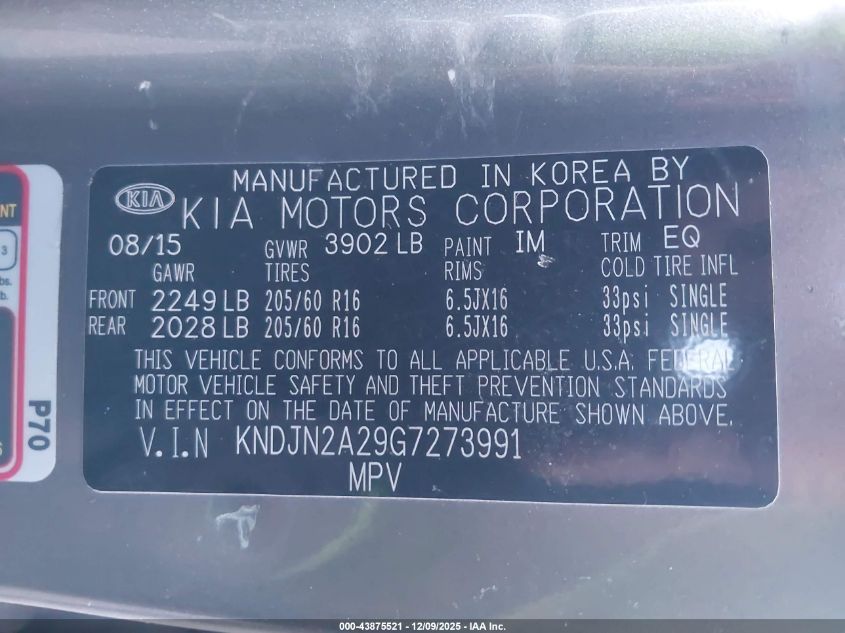 MANUFACTURED IN KOREA BY
KIA KIA MOTORS CORPORATION
08/15 GVWR 3902 LB PAINT IM TRIM EQ
GAWR TIRES RIMS COLD TIRE INFL
FRONT 2249 LB 205/60 R16 6.5JX16 33psi SINGLE
REAR 2028 LB 205/60 R16 6.5JX16 33psi SINGLE
THIS VEHICLE CONFORMS TO ALL APPLICABLE U.S.A. FEDERAL
MOTOR VEHICLE SAFETY AND THEFT PREVENTION STANDARDS
IN EFFECT ON THE DATE OF MANUFACTURE SHOWN ABOVE.
V.I.N KNDJN2A29G7273991
MPV
P70
3
000-43875521 - 12/09/2025 - IAA Inc.